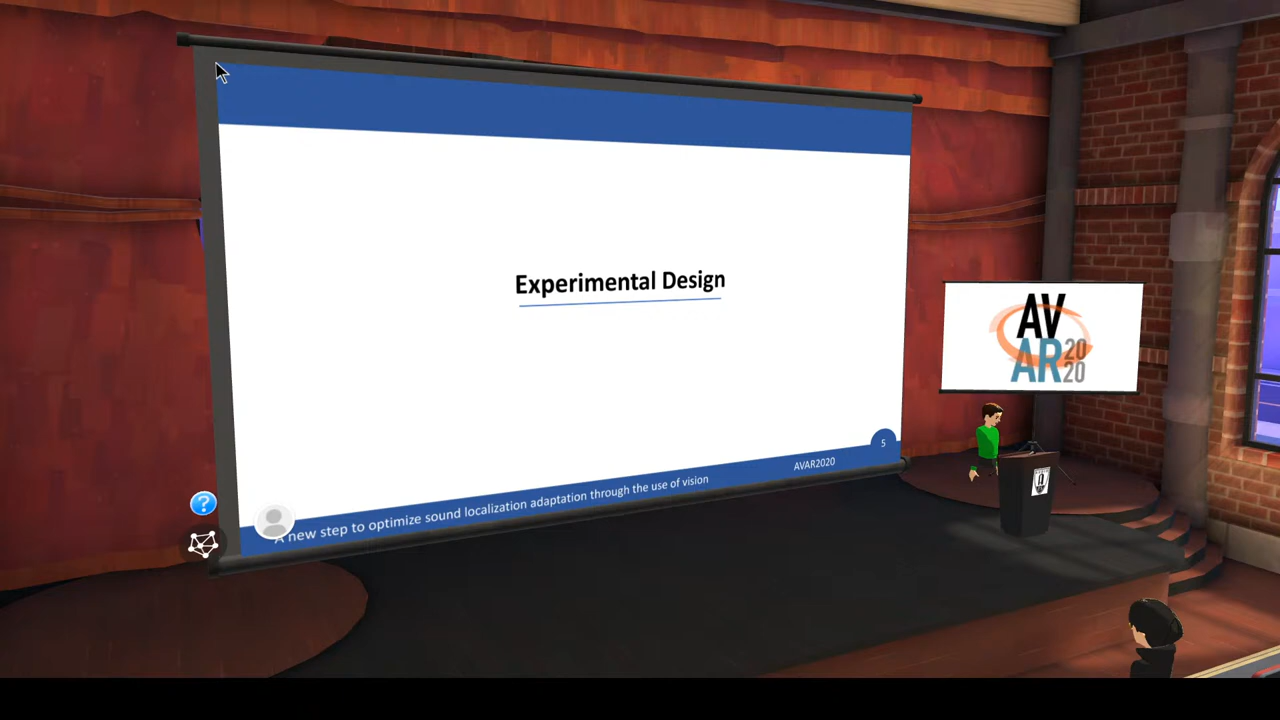 Experimental Design
5
A new step to optimize sound localization adaptation through the use of vision
AVAR2020
AV
AR 20
20
?